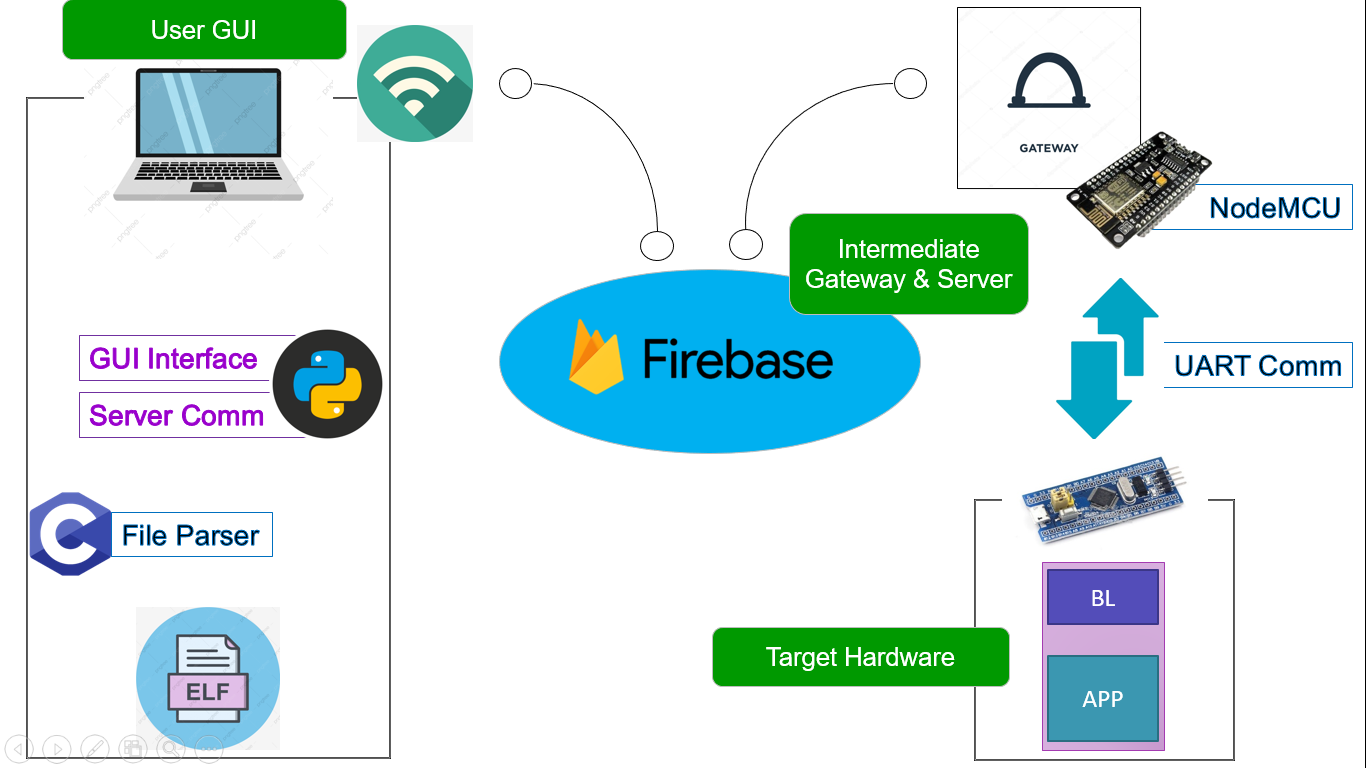 User GUI
GATEWAY
NodeMCU
Intermediate
Gateway & Server
Firebase
GUI Interface
Server Comm
UART Comm
File Parser
ELF
BL
Target Hardware
APP